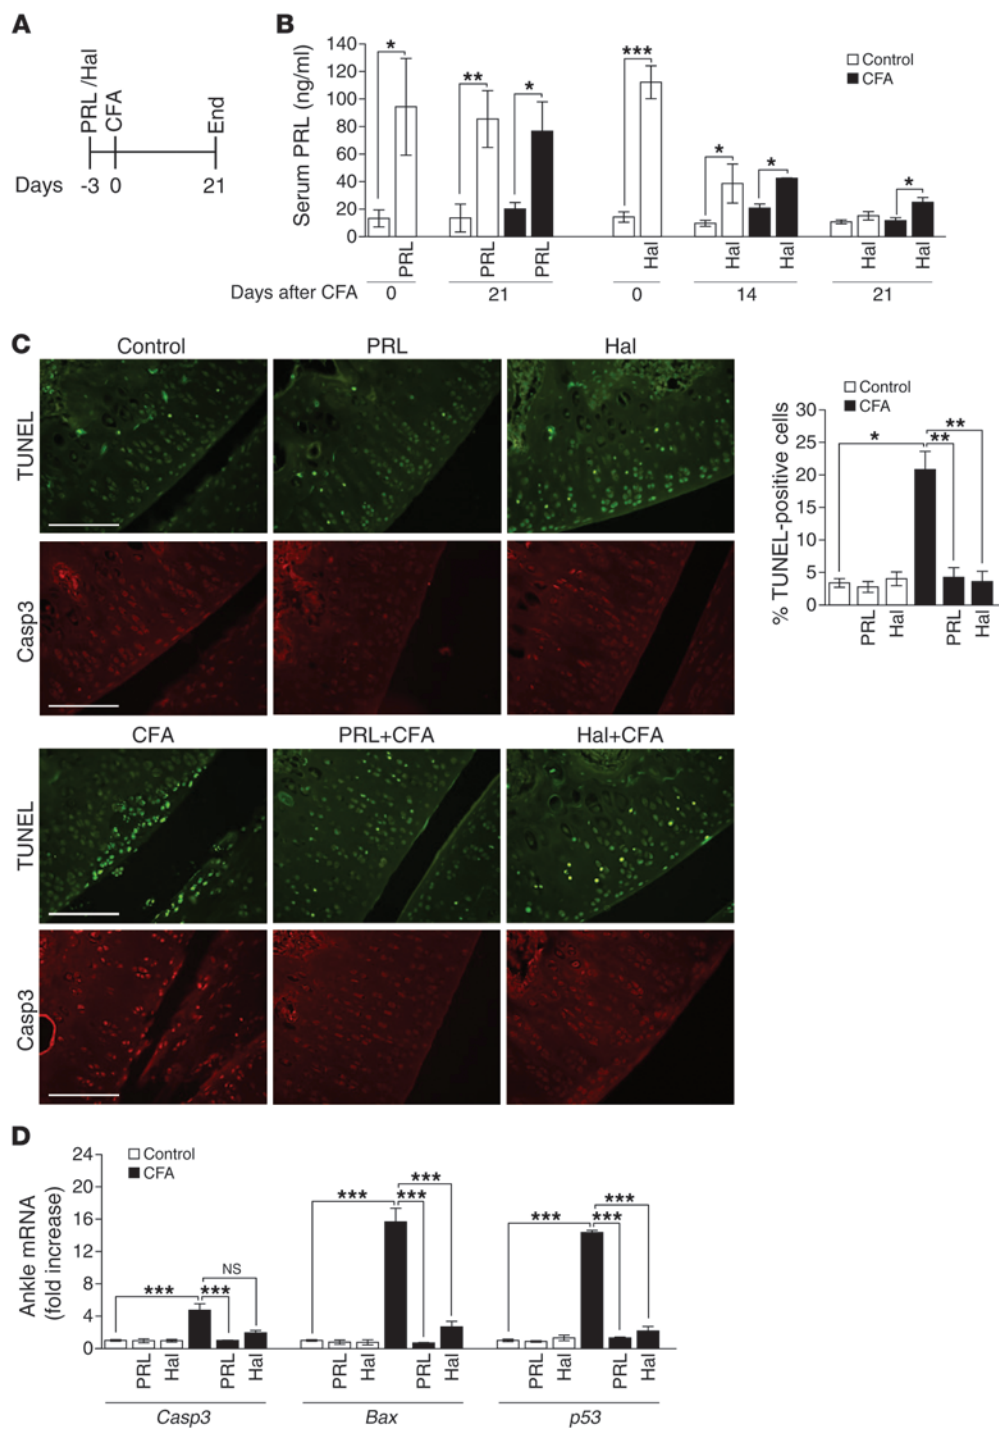 A
PRL /Hal
CFA
End
Days -3 0 21
B
Serum PRL (ng/ml)
140
120
100
80
60
40
20
0
* ** * *** * * *
Control
CFA
PRL PRL PRL Hal Hal Hal Hal Hal
Days after CFA 0 21 0 14 21
C
Control PRL Hal
TUNEL
Casp3
CFA PRL+CFA Hal+CFA
TUNEL
Casp3
Control
CFA
% TUNEL-positive cells
30
25
20
15
10
5
0
* ** **
PRL Hal PRL Hal
D
Control
CFA
Ankle mRNA
(fold increase)
24
20
16
12
8
4
0
*** *** NS
*** *** ***
*** *** ***
PRL Hal PRL Hal PRL Hal PRL Hal PRL Hal PRL Hal
Casp3 Bax p53